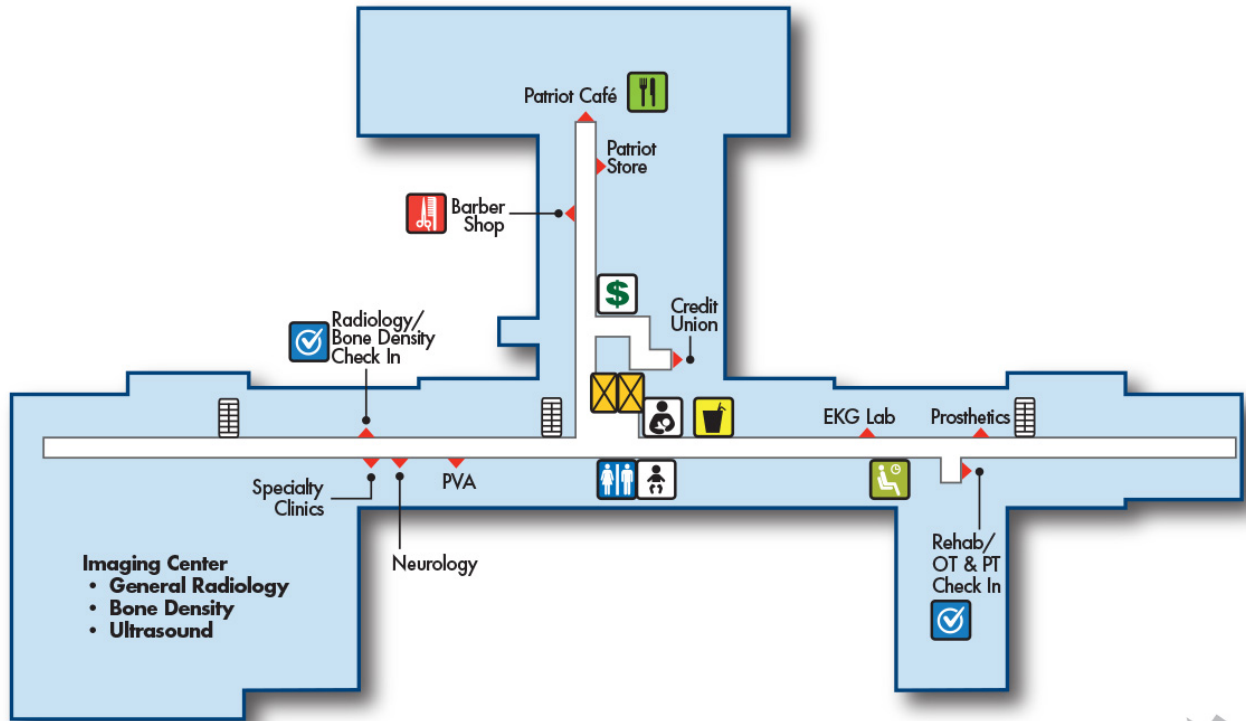 Patriot Café
Patriot
Store
Barber
Shop
$
Credit
Union
Radiology/
Bone Density
Check In
EKG Lab
Prosthetics
Specialty
Clinics
PVA
Neurology
Rehab/
OT & PT
Check In
Imaging Center
• General Radiology
• Bone Density
• Ultrasound